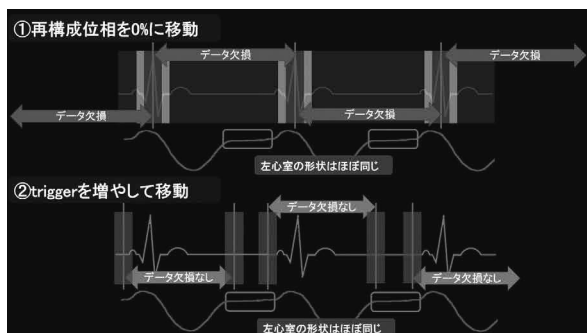 ①再構成位相を0%に移動
データ欠損
データ欠損
データ欠損
データ欠損
左心室の形状はほぼ同じ
②triggerを増やして移動
データ欠損なし
データ欠損なし
データ欠損なし
左心室の形状はほぼ同じ